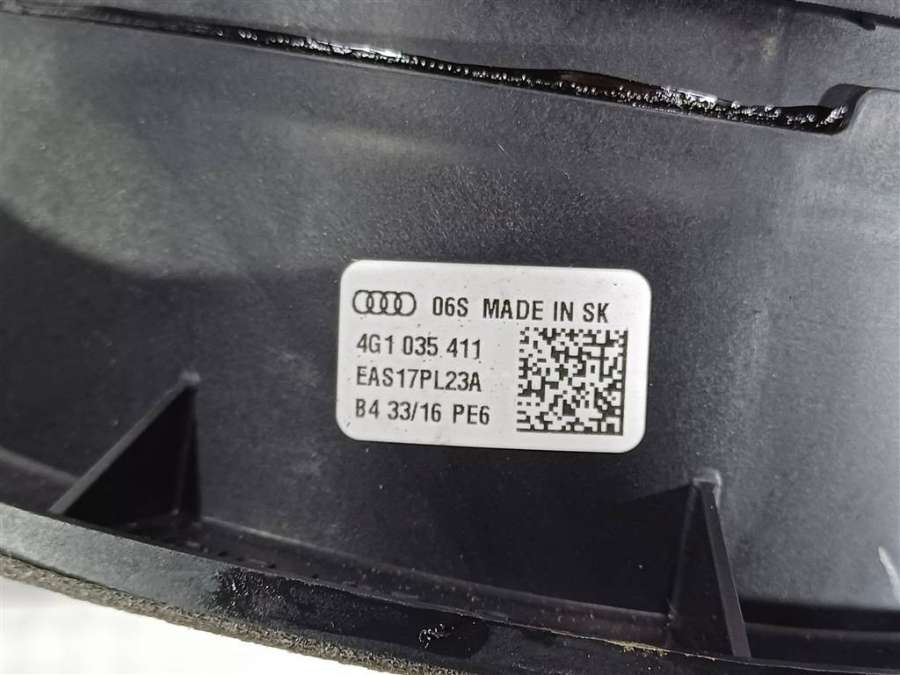 06S MADE IN SK
4G1 035 411
EAS17PL23A
B4 33/16 PE6